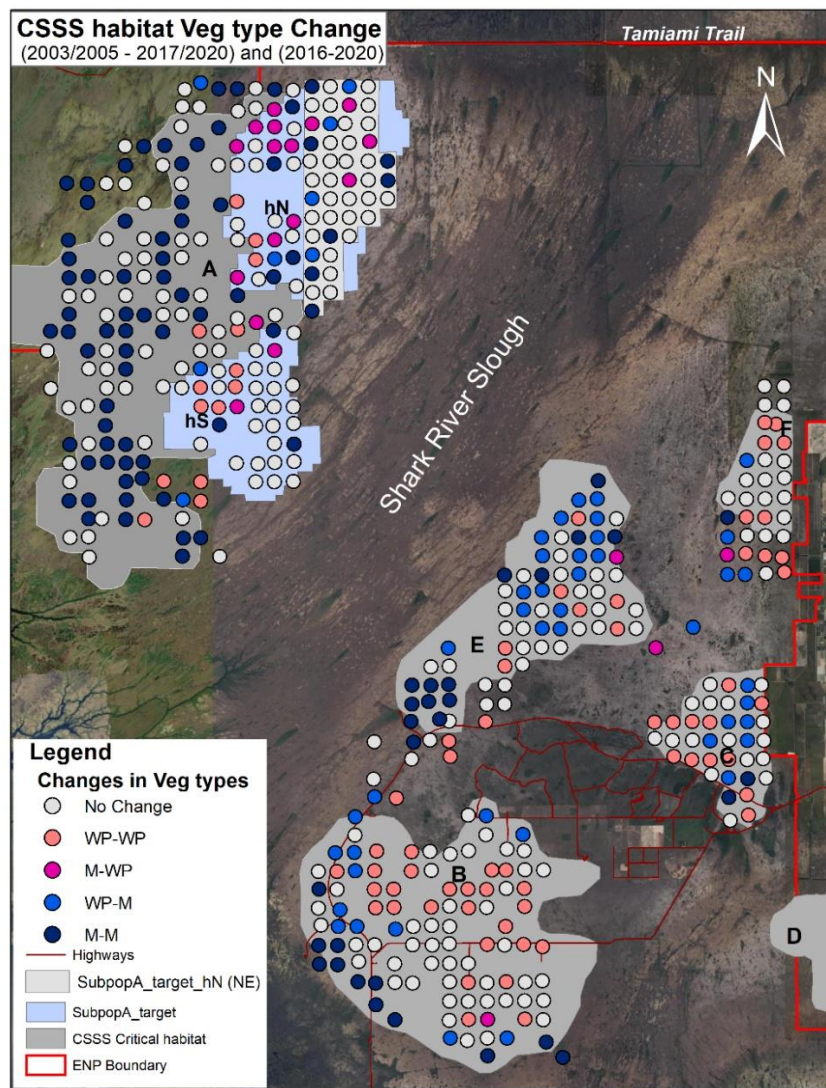 CSSS habitat Veg type Change
(2003/2005 - 2017/2020) and (2016-2020)
Tamiami Trail
N
hN
A
Shark River Slough
hS
F
E
C
B
D
Legend
Changes in Veg types
No Change
WP-WP
M-WP
WP-M
M-M
Highways
SubpopA_target_hN (NE)
SubpopA_target
CSSS Critical habitat
ENP Boundary